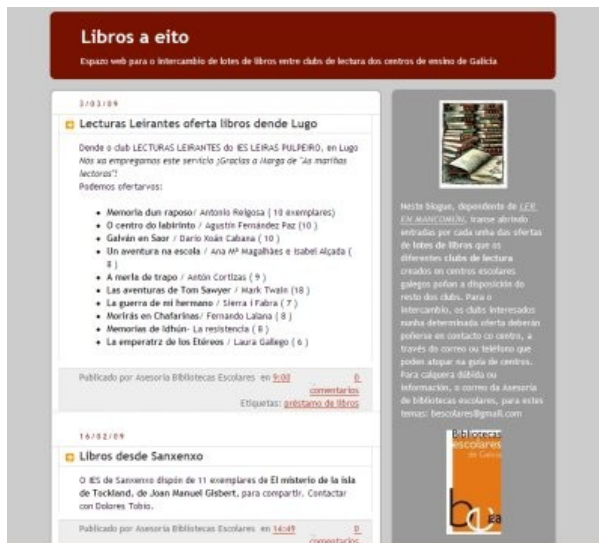 Libros a eito
Espazo web para o intercambio de lotes de libros entre clubs de lectura dos centros de ensino de Galicia
3/03/09
Lecturas Leirantes oferta libros dende Lugo
Dende o club LECTURAS LEIRANTES do IES LEIRAS PULPEIRO, en Lugo
Nós xa empregamos este servicio ¡Gracias a Marga de "As mariñas
lectoras"!
Podemos ofertarvos:
Memoria dun raposo/ Antonio Reigosa ( 10 exemplares)
O centro do labirinto / Agustín Fernández Paz (10 )
Galván en Saor / Darío Xoán Cabana ( 10 )
Un aventura na escola / Ana Mª Magalhães e Isabel Alçada (
8 )
A merla de trapo / Antón Cortizas ( 9 )
Las aventuras de Tom Sawyer / Mark Twain (18 )
La guerra de mi hermano / Sierra i Fabra ( 7 )
Morirás en Chafarinas/ Fernando Lalana ( 8 )
Memorias de Idhún- La resistencia ( 8 )
La emperatrz de los Etéreos / Laura Gallego ( 6 )
Publicado por Asesoría Bibliotecas Escolares en 9:00 0
comentarios
Etiquetas: préstamo de libros
16/02/09
Libros desde Sanxenxo
O IES de Sanxenxo dispón de 11 exemplares de El misterio de la isla
de Tockland, de Joan Manuel Gisbert, para compartir. Contactar
con Dolores Tobio.
Publicado por Asesoría Bibliotecas Escolares en 14:49 0
comentarios
Neste blogue, dependente de LER
EN MANCOMÚN, iranse abrindo
entradas por cada unha das ofertas
de lotes de libros que os
diferentes clubs de lectura
creados en centros escolares
galegos poñan a disposición do
resto dos clubs. Para o
intercambio, os clubs interesados
nunha determinada oferta deberán
poñerse en contacto co centro, a
través do correo ou teléfono que
poden atopar na guía de centros.
Para calquera dúbida ou
información, o correo da Asesoría
de bibliotecas escolares, para estes
temas: bescolares@gmail.com
Bibliotecas
escolares
de Galicia